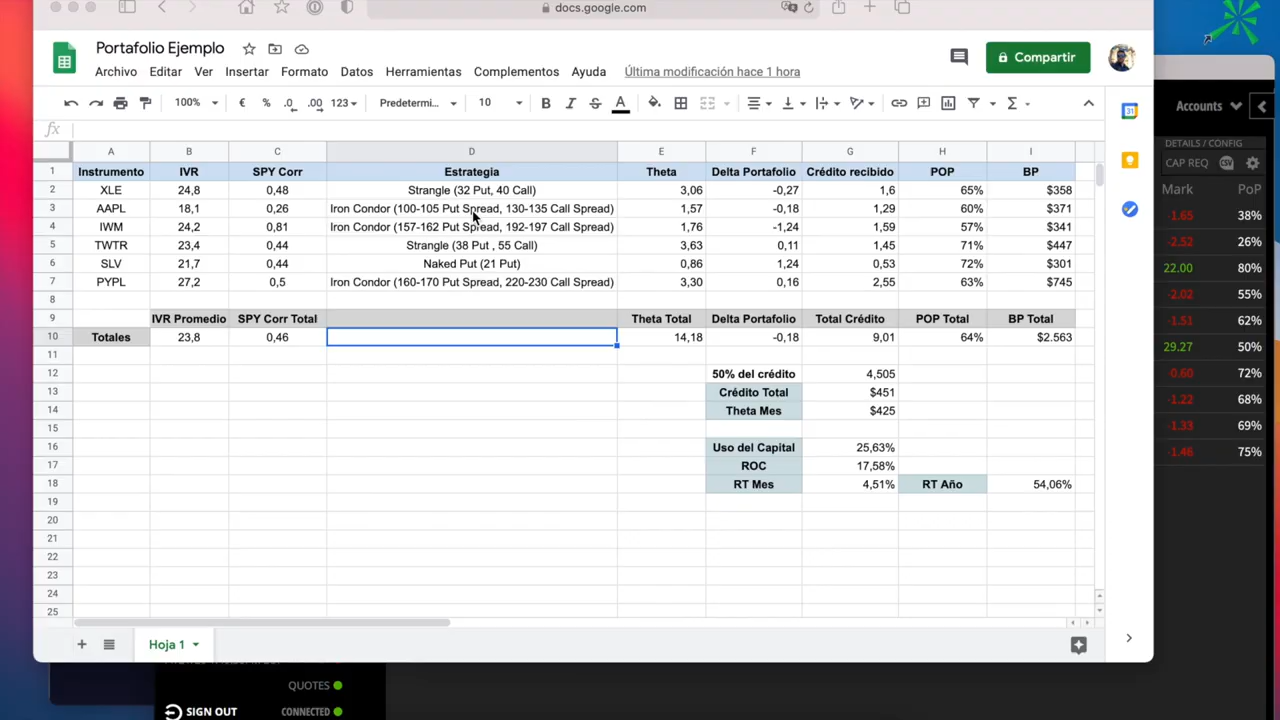 docs.google.com
Portafolio Ejemplo
Archivo Editar Ver Insertar Formato Datos Herramientas Complementos Ayuda Última modificación hace 1 hora
Compartir
100% € % .0 .00 123 Predetermi... 10 B I S A Σ
fx
31
A B C D E F G H I
1 Instrumento IVR SPY Corr Estrategia Theta Delta Portafolio Crédito recibido POP BP
2 XLE 24,8 0,48 Strangle (32 Put, 40 Call) 3,06 -0,27 1,6 65% $358
3 AAPL 18,1 0,26 Iron Condor (100-105 Put Spread, 130-135 Call Spread) 1,57 -0,18 1,29 60% $371
4 IWM 24,2 0,81 Iron Condor (157-162 Put Spread, 192-197 Call Spread) 1,76 -1,24 1,59 57% $341
5 TWTR 23,4 0,44 Strangle (38 Put , 55 Call) 3,63 0,11 1,45 71% $447
6 SLV 21,7 0,44 Naked Put (21 Put) 0,86 1,24 0,53 72% $301
7 PYPL 27,2 0,5 Iron Condor (160-170 Put Spread, 220-230 Call Spread) 3,30 0,16 2,55 63% $745
8
9 IVR Promedio SPY Corr Total Theta Total Delta Portafolio Total Crédito POP Total BP Total
10 Totales 23,8 0,46 14,18 -0,18 9,01 64% $2.563
11
12 50% del crédito 4,505
13 Crédito Total $451
14 Theta Mes $425
15
16 Uso del Capital 25,63%
17 ROC 17,58%
18 RT Mes 4,51% RT Año 54,06%
19
20
21
22
23
24
25
Hoja 1
Accounts
DETAILS / CONFIG
CAP REQ CSV
Mark PoP
-1.65 38%
-2.52 26%
22.00 80%
-2.02 55%
-1.51 62%
29.27 50%
-0.60 72%
-1.22 68%
-1.33 69%
-1.46 75%
QUOTES
SIGN OUT CONNECTED